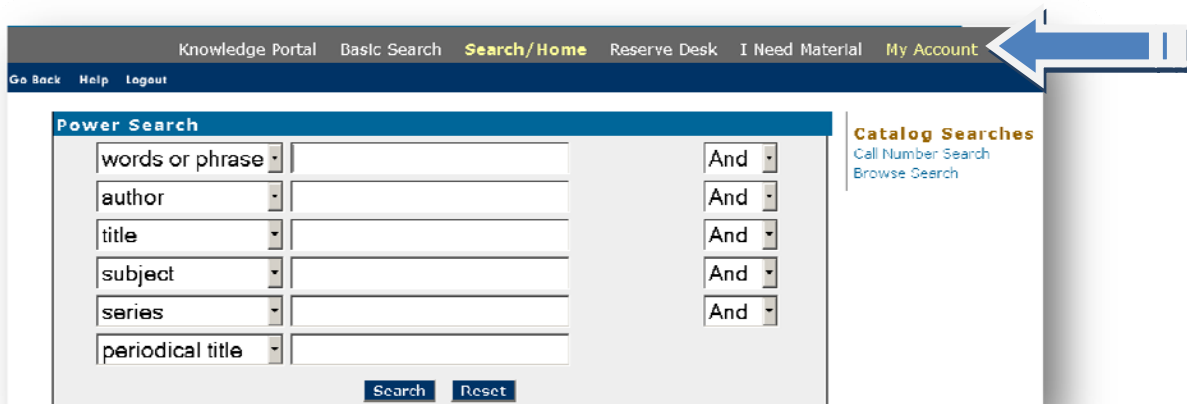 Knowledge Portal Basic Search Search/Home Reserve Desk I Need Material My Account
Go Back Help Logout
Power Search
words or phrase And
author And
title And
subject And
series And
periodical title
Search Reset
Catalog Searches
Call Number Search
Browse Search